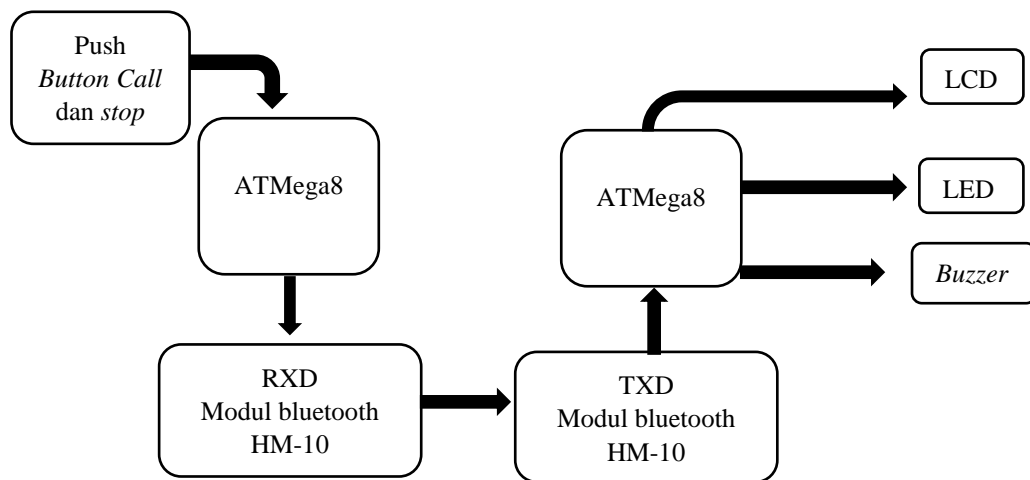 Push
Button Call
dan stop
ATMega8
RXD
Modul bluetooth
HM-10
TXD
Modul bluetooth
HM-10
ATMega8
LCD
LED
Buzzer